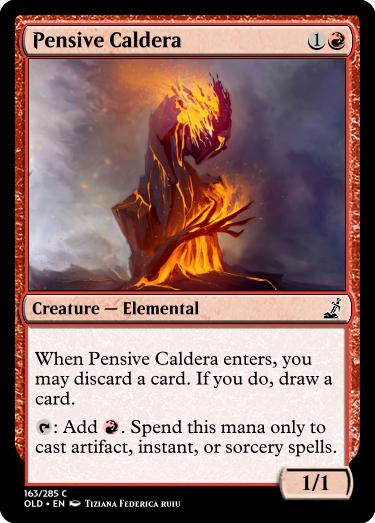 Pensive Caldera 1
Creature — Elemental
When Pensive Caldera enters, you
may discard a card. If you do, draw a
card.
: Add . Spend this mana only to
cast artifact, instant, or sorcery spells.
1/1
163/285 C
OLD • EN Tiziana Federica ruiu